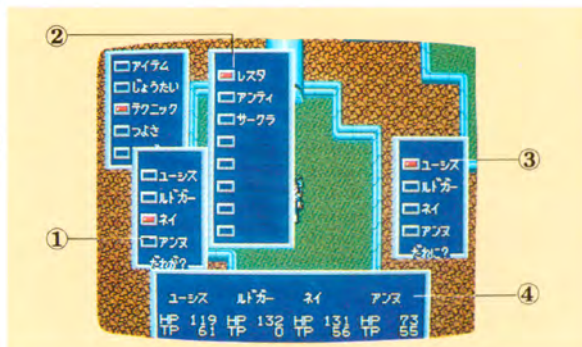 ②
アイテム
じょうたい
テクニック
つよさ
レスタ
アンティ
サークラ
③
ユーシス
ルドガー
ネイ
アンヌ
だれに?
①
ユーシス
ルドガー
ネイ
アンヌ
だれが?
④
ユーシス ルドガー ネイ アンヌ
HP 119 HP 132 HP 131 HP 73
TP 61 TP 0 TP 56 TP 55